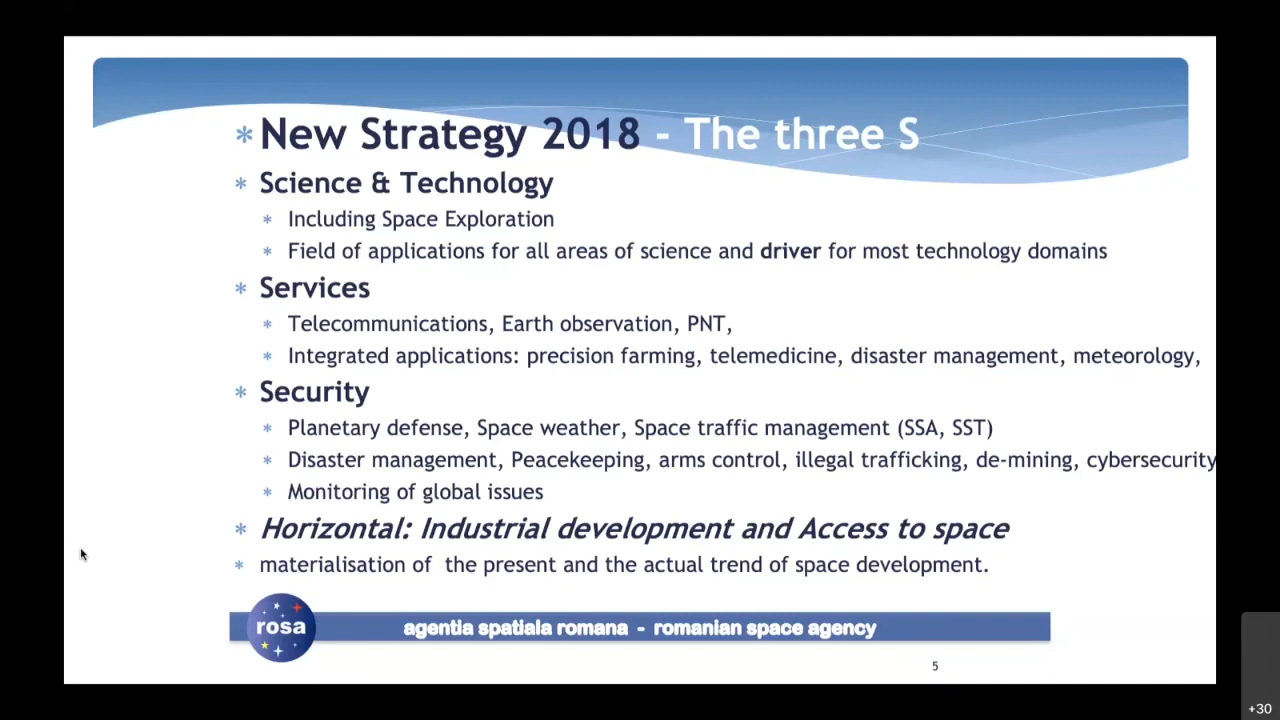 * New Strategy 2018 - The three S
* Science & Technology
* Including Space Exploration
* Field of applications for all areas of science and driver for most technology domains
* Services
* Telecommunications, Earth observation, PNT,
* Integrated applications: precision farming, telemedicine, disaster management, meteorology,
* Security
* Planetary defense, Space weather, Space traffic management (SSA, SST)
* Disaster management, Peacekeeping, arms control, illegal trafficking, de-mining, cybersecurity
* Monitoring of global issues
* Horizontal: Industrial development and Access to space
* materialisation of  the present and the actual trend of space development.
rosa
agentia spatiala romana - romanian space agency
5
+30